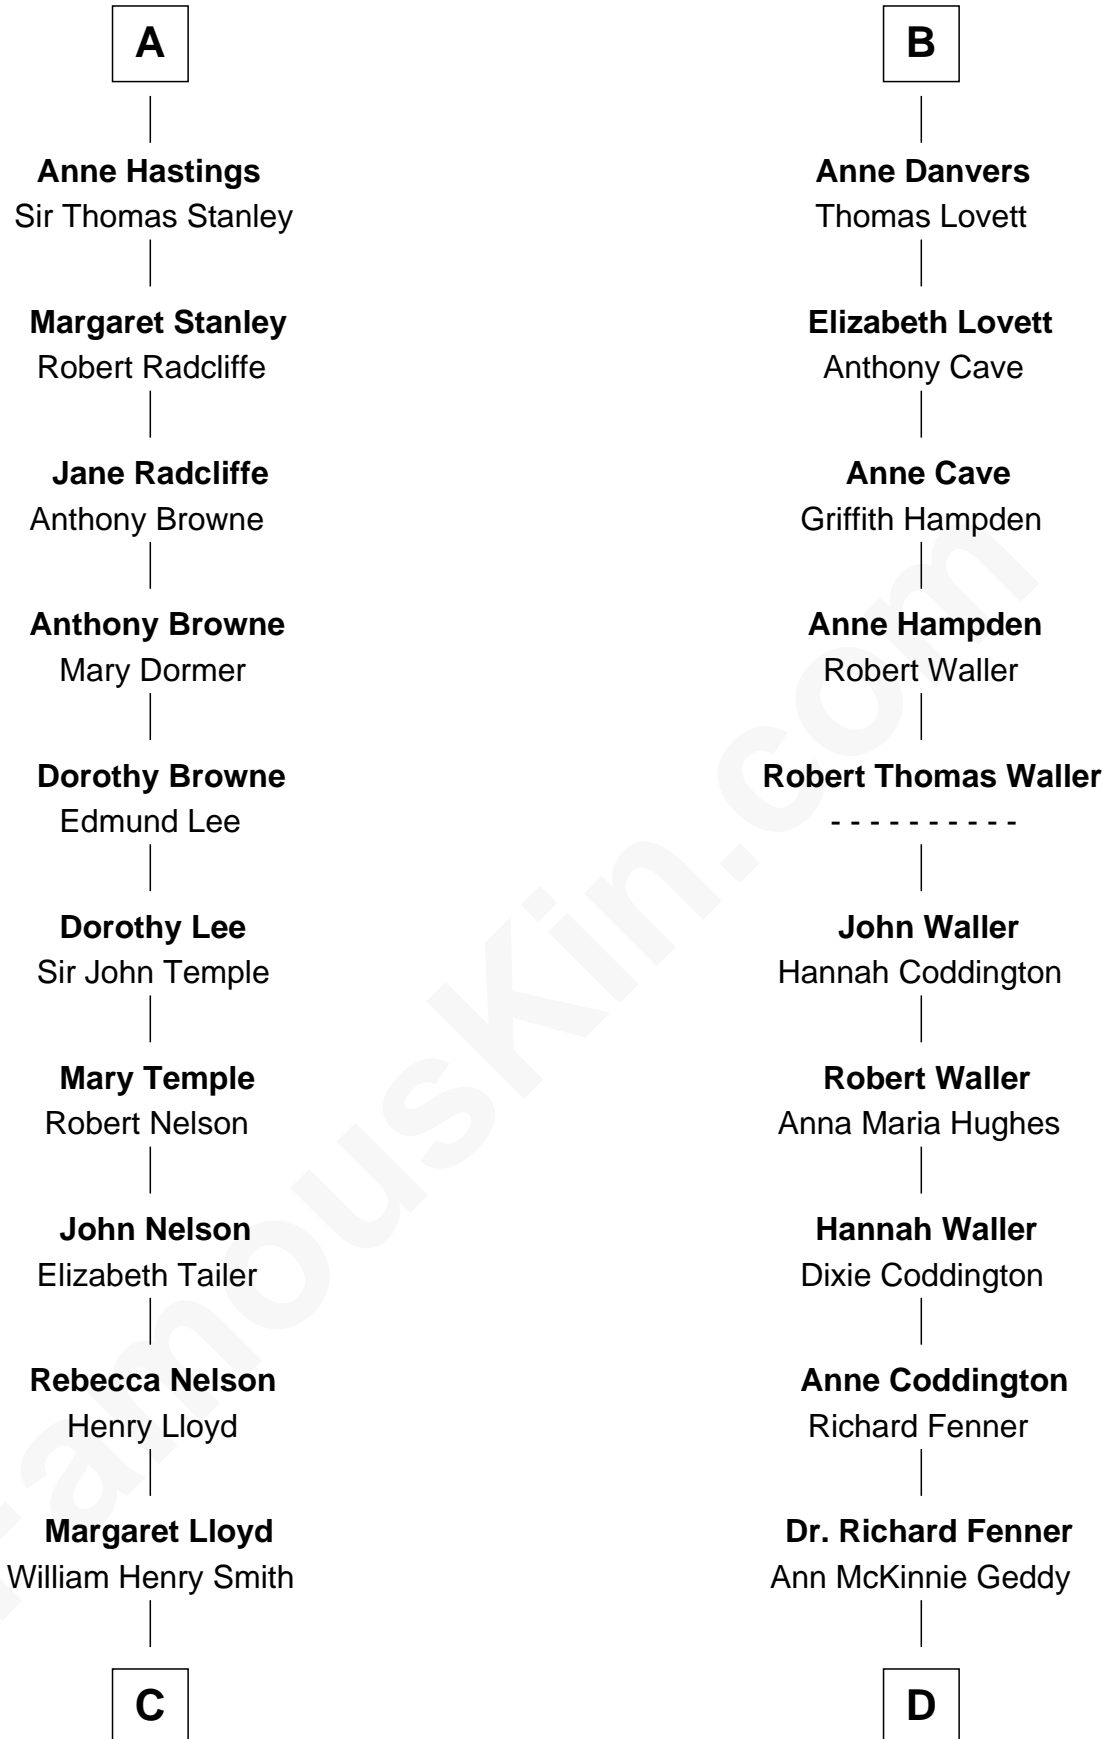 A
Anne Hastings
Sir Thomas Stanley
Margaret Stanley
Robert Radcliffe
Jane Radcliffe
Anthony Browne
Anthony Browne
Mary Dormer
Dorothy Browne
Edmund Lee
Dorothy Lee
Sir John Temple
Mary Temple
Robert Nelson
John Nelson
Elizabeth Tailer
Rebecca Nelson
Henry Lloyd
Margaret Lloyd
William Henry Smith
C
B
Anne Danvers
Thomas Lovett
Elizabeth Lovett
Anthony Cave
Anne Cave
Griffith Hampden
Anne Hampden
Robert Waller
Robert Thomas Waller
- - - - - - - - - -
John Waller
Hannah Coddington
Robert Waller
Anna Maria Hughes
Hannah Waller
Dixie Coddington
Anne Coddington
Richard Fenner
Dr. Richard Fenner
Ann McKinnie Geddy
D
FamousKin.com